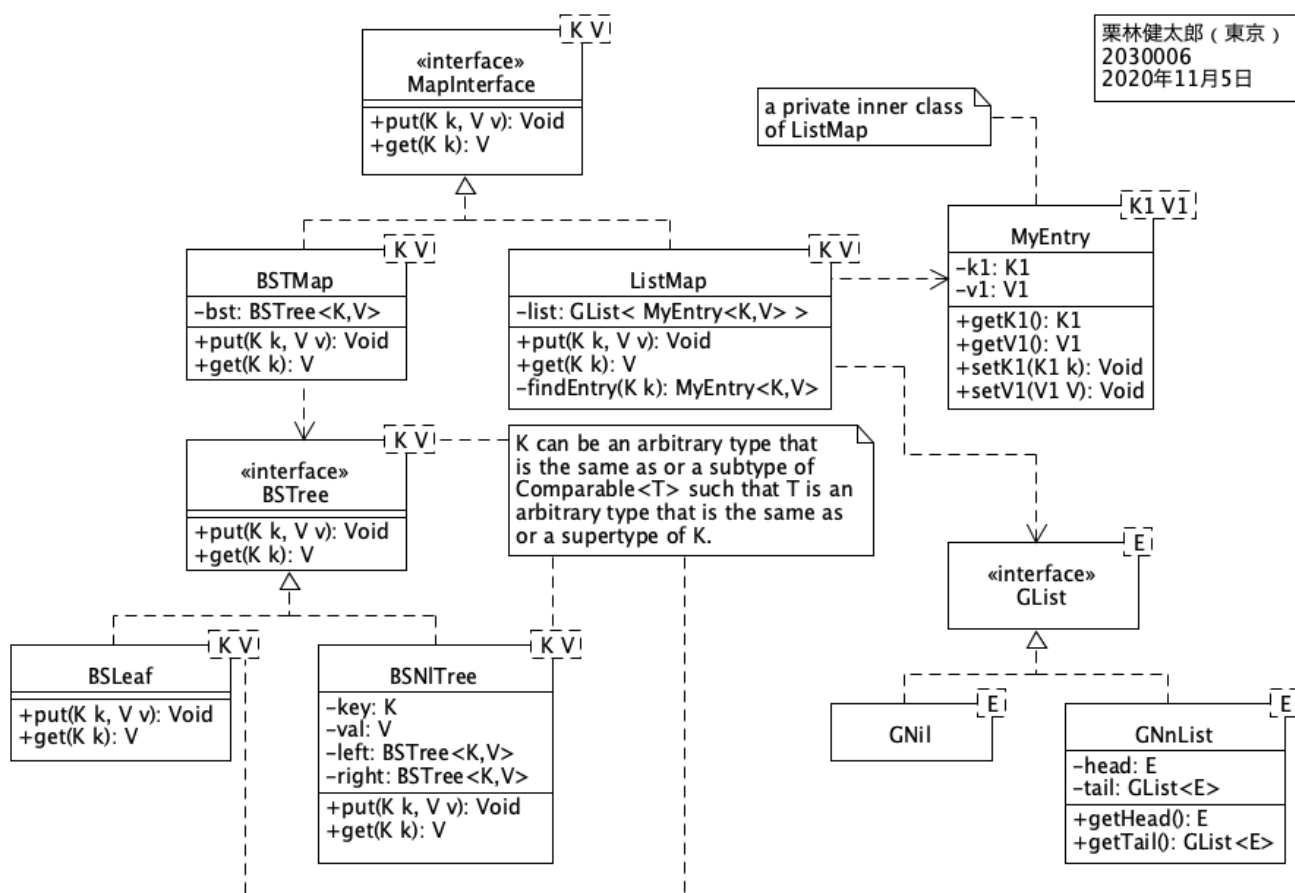 K V
«interface»
MapInterface
+put(K k, V v): Void
+get(K k): V
栗林健太郎（東京）
2030006
2020年11月5日
a private inner class
of ListMap
K1 V1
MyEntry
-k1: K1
-v1: V1
+getK1(): K1
+getV1(): V1
+setK1(K1 k): Void
+setV1(V1 V): Void
K V
BSTMap
-bst: BSTree<K,V>
+put(K k, V v): Void
+get(K k): V
K V
ListMap
-list: GList< MyEntry<K,V> >
+put(K k, V v): Void
+get(K k): V
-findEntry(K k): MyEntry<K,V>
K V
«interface»
BSTree
+put(K k, V v): Void
+get(K k): V
K can be an arbitrary type that
is the same as or a subtype of
Comparable<T> such that T is an
arbitrary type that is the same as
or a supertype of K.
E
«interface»
GList
K V
BSLeaf
+put(K k, V v): Void
+get(K k): V
K V
BSNlTree
-key: K
-val: V
-left: BSTree<K,V>
-right: BSTree<K,V>
+put(K k, V v): Void
+get(K k): V
E
GNil
E
GNnList
-head: E
-tail: GList<E>
+getHead(): E
+getTail(): GList<E>